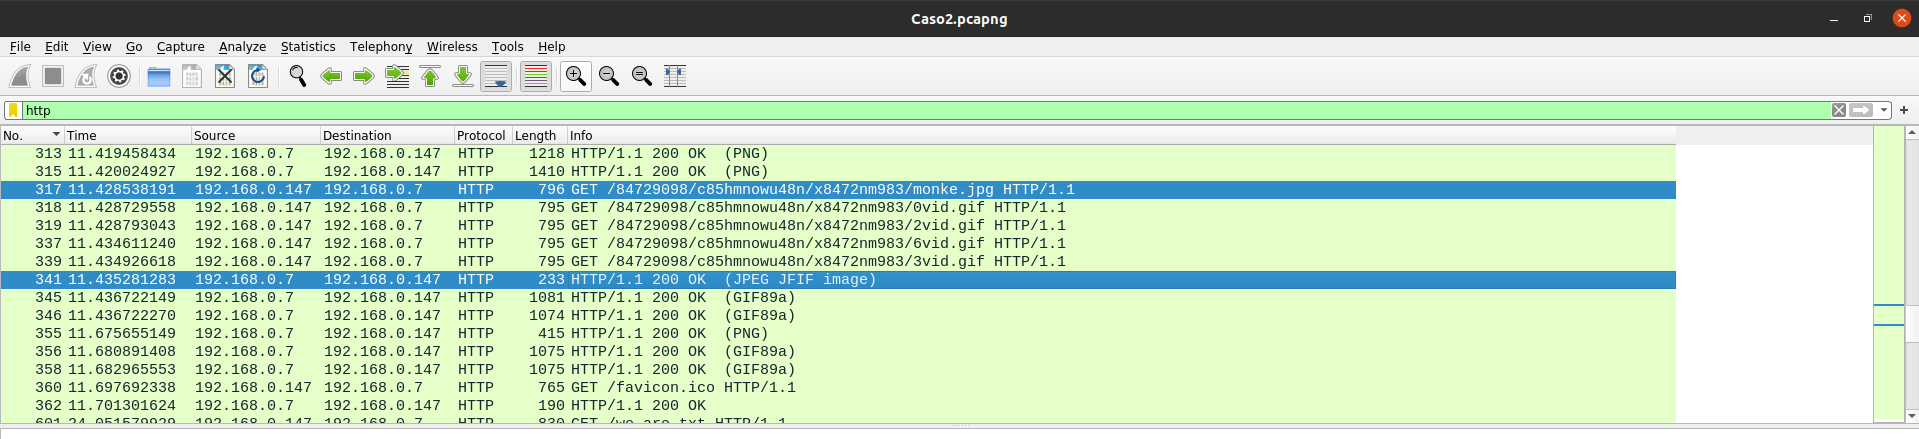 Caso2.pcapng
File Edit View Go Capture Analyze Statistics Telephony Wireless Tools Help
http
No. Time Source Destination Protocol Length Info
313 11.419458434 192.168.0.7 192.168.0.147 HTTP 1218 HTTP/1.1 200 OK (PNG)
315 11.420024927 192.168.0.7 192.168.0.147 HTTP 1410 HTTP/1.1 200 OK (PNG)
317 11.428538191 192.168.0.147 192.168.0.7 HTTP 796 GET /84729098/c85hmnowu48n/x8472nm983/monke.jpg HTTP/1.1
318 11.428729558 192.168.0.147 192.168.0.7 HTTP 795 GET /84729098/c85hmnowu48n/x8472nm983/0vid.gif HTTP/1.1
319 11.428793043 192.168.0.147 192.168.0.7 HTTP 795 GET /84729098/c85hmnowu48n/x8472nm983/2vid.gif HTTP/1.1
337 11.434611240 192.168.0.147 192.168.0.7 HTTP 795 GET /84729098/c85hmnowu48n/x8472nm983/6vid.gif HTTP/1.1
339 11.434926618 192.168.0.147 192.168.0.7 HTTP 795 GET /84729098/c85hmnowu48n/x8472nm983/3vid.gif HTTP/1.1
341 11.435281283 192.168.0.7 192.168.0.147 HTTP 233 HTTP/1.1 200 OK (JPEG JFIF image)
345 11.436722149 192.168.0.7 192.168.0.147 HTTP 1081 HTTP/1.1 200 OK (GIF89a)
346 11.436722270 192.168.0.7 192.168.0.147 HTTP 1074 HTTP/1.1 200 OK (GIF89a)
355 11.675655149 192.168.0.7 192.168.0.147 HTTP 415 HTTP/1.1 200 OK (PNG)
356 11.680891408 192.168.0.7 192.168.0.147 HTTP 1075 HTTP/1.1 200 OK (GIF89a)
358 11.682965553 192.168.0.7 192.168.0.147 HTTP 1075 HTTP/1.1 200 OK (GIF89a)
360 11.697692338 192.168.0.147 192.168.0.7 HTTP 765 GET /favicon.ico HTTP/1.1
362 11.701301624 192.168.0.7 192.168.0.147 HTTP 190 HTTP/1.1 200 OK
192.168.0.147 192.168.0.7 HTTP GET HTTP/1.1